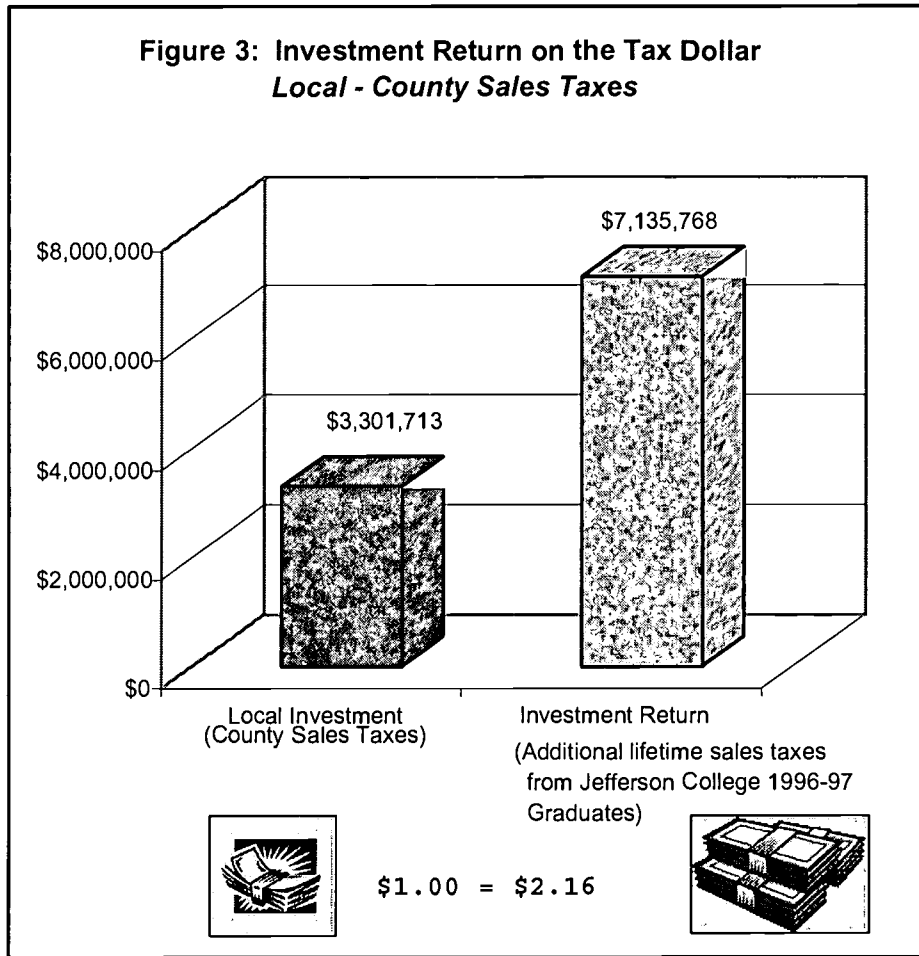 Figure 3: Investment Return on the Tax Dollar
Local - County Sales Taxes
$7,135,768
$8,000,000
$6,000,000
$3,301,713
$4,000,000
$2,000,000
$0
Local Investment
(County Sales Taxes)
Investment Return
(Additional lifetime sales taxes
from Jefferson College 1996-97
Graduates)
$1.00 = $2.16